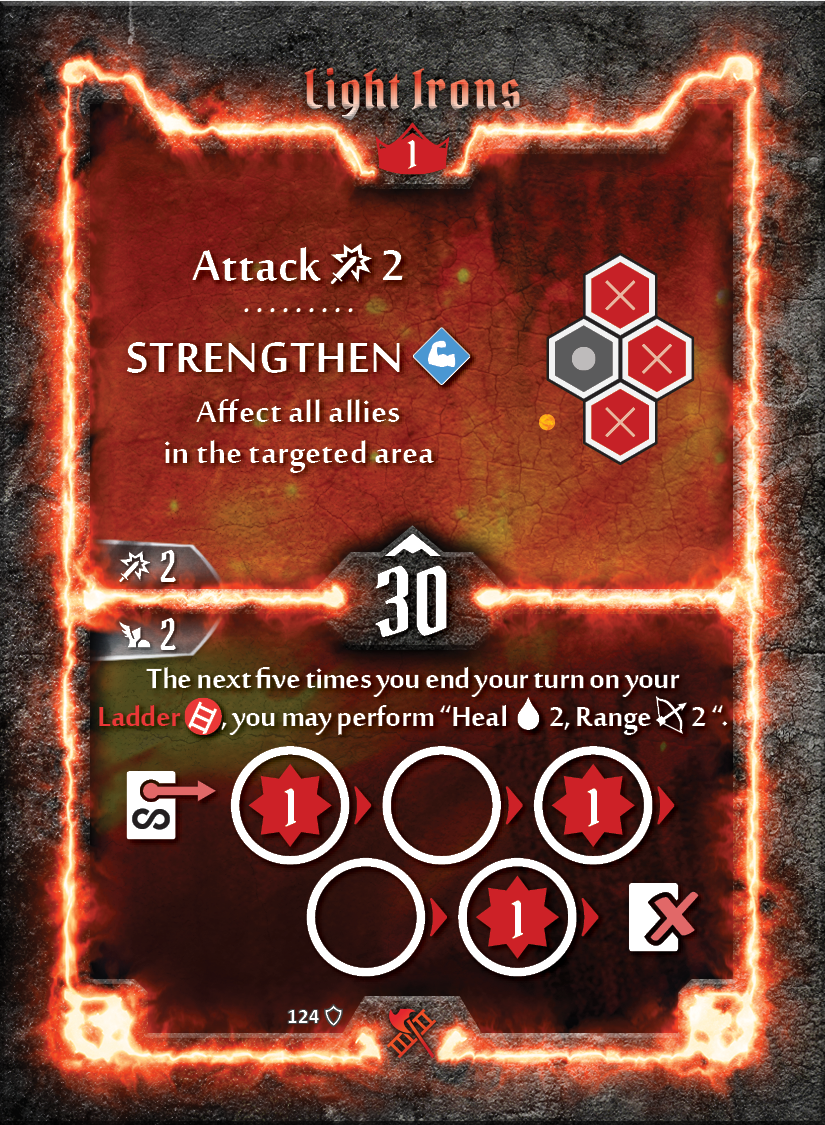 Light Irons
1
Attack 2
.........
STRENGTHEN
Affect all allies
in the targeted area
2
30
2
The next five times you end your turn on your
Ladder , you may perform “Heal 2, Range 2 “.
1 1
1
124